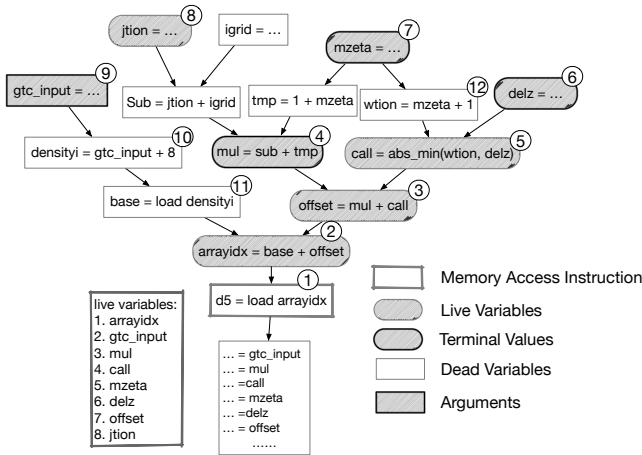 8
jtion = ...
igrid = ...
7
mzeta = ...
9
gtc_input = ...
Sub = jtion + igrid
tmp = 1 + mzeta
12
wtion = mzeta + 1
6
delz = ...
10
densityi = gtc_input + 8
4
mul = sub + tmp
5
call = abs_min(wtion, delz)
11
base = load densityi
3
offset = mul + call
2
arrayidx = base + offset
1
d5 = load arrayidx
live variables:
1. arrayidx
2. gtc_input
3. mul
4. call
5. mzeta
6. delz
7. offset
8. jtion
... = gtc_input
... = mul
... =call
... = mzeta
... =delz
... = offset
......
Memory Access Instruction
Live Variables
Terminal Values
Dead Variables
Arguments